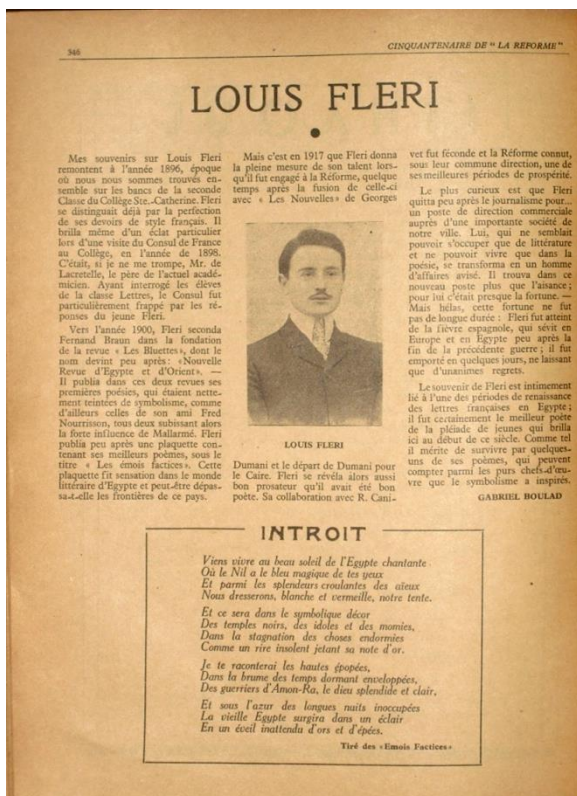 346
CINQUANTENAIRE DE " LA REFORME "
LOUIS FLERI
Mes souvenirs sur Louis Fleri
remontent à l'année 1896, époque
où nous nous sommes trouvés en-
semble sur les bancs de la seconde
Classe du Collège Ste.-Catherine. Fleri
se distinguait déjà par la perfection
de ses devoirs de style français. Il
brilla même d'un éclat particulier
lors d'une visite du Consul de France
au Collège, en l'année de 1898.
C'était, si je ne me trompe, Mr. de
Lacretelle, le père de l'actuel acadé-
micien. Ayant interrogé les élèves
de la classe Lettres, le Consul fut
particulièrement frappé par les ré-
ponses du jeune Fleri.
Vers l'année 1900, Fleri seconda
Fernand Braun dans la fondation
de la revue « Les Bluettes », dont le
nom devint peu après : «Nouvelle
Revue d'Egypte et d'Orient». —
Il publia dans ces deux revues ses
premières poésies, qui étaient nette-
ment teintées de symbolisme, comme
d'ailleurs celles de son ami Fred
Nourrisson, tous deux subissant alors
la forte influence de Mallarmé. Fleri
publia peu après une plaquette con-
tenant ses meilleurs poèmes, sous le
titre « Les émois factices ». Cette
plaquette fit sensation dans le monde
littéraire d'Egypte et peut-être dépas-
sa-t-elle les frontières de ce pays.
Mais c'est en 1917 que Fleri donna
la pleine mesure de son talent lors-
qu'il fut engagé à la Réforme, quelque
temps après la fusion de celle-ci
avec « Les Nouvelles » de Georges
LOUIS FLERI
Dumani et le départ de Dumani pour
le Caire. Fleri se révéla alors aussi
bon prosateur qu'il avait été bon
poète. Sa collaboration avec R. Cani-
vet fut féconde et la Réforme connut,
sous leur commune direction, une de
ses meilleures périodes de prospérité.
Le plus curieux est que Fleri
quitta peu après le journalisme pour...
un poste de direction commerciale
auprès d'une importante société de
notre ville. Lui, qui ne semblait
pouvoir s'occuper que de littérature
et ne pouvoir vivre que dans la
poésie, se transforma en un homme
d'affaires avisé. Il trouva dans ce
nouveau poste plus que l'aisance ;
pour lui c'était presque la fortune. —
Mais hélas, cette fortune ne fut
pas de longue durée : Fleri fut atteint
de la fièvre espagnole, qui sévit en
Europe et en Egypte peu après la
fin de la précédente guerre ; il fut
emporté en quelques jours, ne laissant
que d'unanimes regrets.
Le souvenir de Fleri est intimement
lié à l'une des périodes de renaissance
des lettres françaises en Egypte ;
il fut certainement le meilleur poète
de la pléiade de jeunes qui brilla
ici au début de ce siècle. Comme tel
il mérite de survivre par quelques-
uns de ses poèmes, qui peuvent
compter parmi les purs chefs-d'œu-
vre que le symbolisme a inspirés.
GABRIEL BOULAD
INTROIT
Viens vivre au beau soleil de l'Egypte chantante
Où le Nil a le bleu magique de tes yeux
Et parmi les splendeurs croulantes des aïeux
Nous dresserons, blanche et vermeille, notre tente.
Et ce sera dans le symbolique décor
Des temples noirs, des idoles et des momies,
Dans la stagnation des choses endormies
Comme un rire insolent jetant sa note d'or.
Je te raconterai les hautes épopées,
Dans la brume des temps dormant enveloppées,
Des guerriers d'Amon-Ra, le dieu splendide et clair,
Et sous l'azur des longues nuits inoccupées
La vieille Egypte surgira dans un éclair
En un éveil inattendu d'ors et d'épées.
Tiré des «Emois Factices»